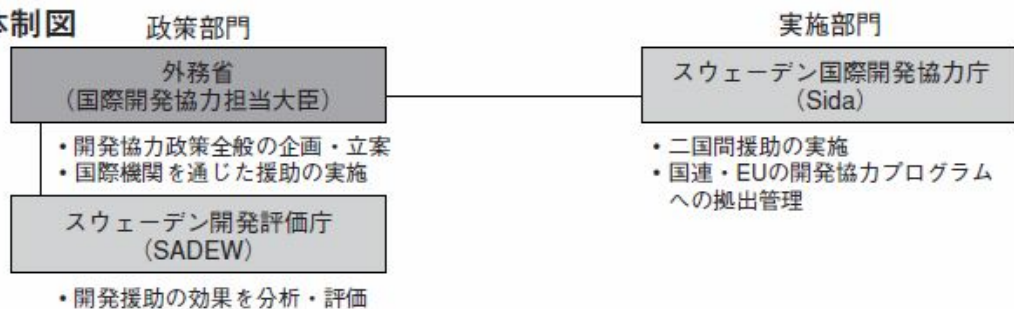 体制図
政策部門
実施部門
外務省
(国際開発協力担当大臣)
スウェーデン国際開発協力庁
(Sida)
・開発協力政策全般の企画・立案
・国際機関を通じた援助の実施
・二国間援助の実施
・国連・EUの開発協力プログラム
への拠出管理
スウェーデン開発評価庁
(SADEW)
・開発援助の効果を分析・評価